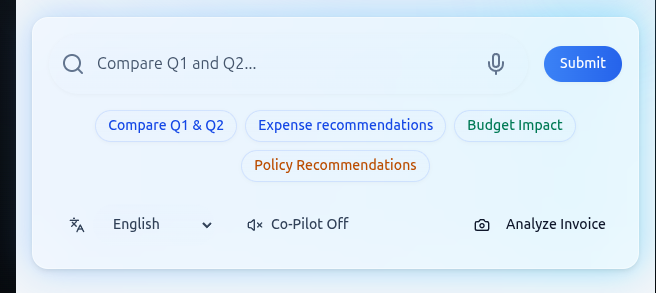 Compare Q1 and Q2...
Submit
Compare Q1 & Q2
Expense recommendations
Budget Impact
Policy Recommendations
English
Co-Pilot Off
Analyze Invoice